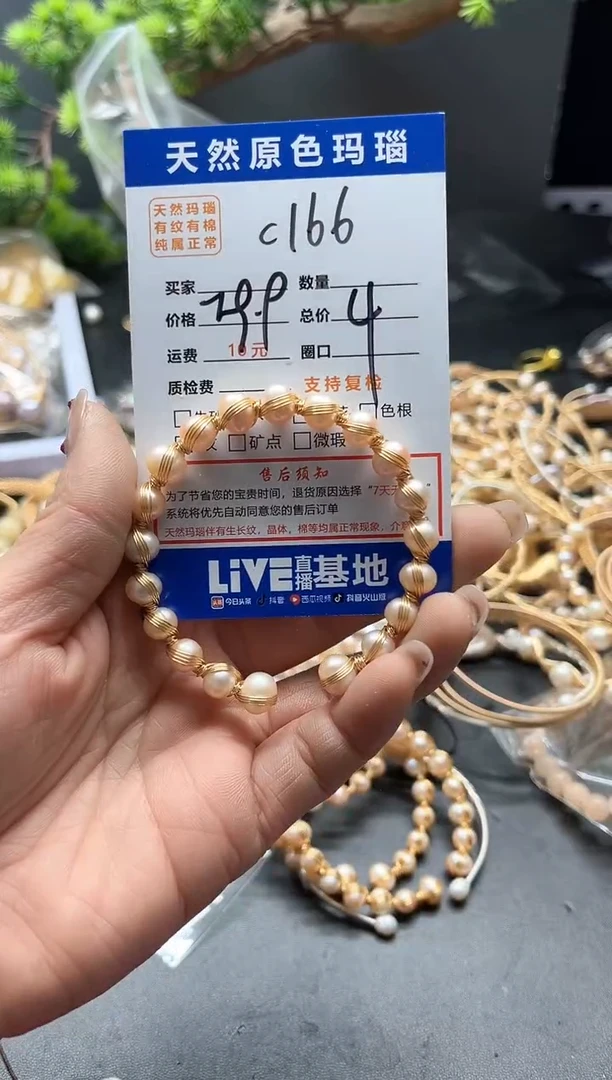 天然原色玛瑙
天然玛瑙
有纹有棉
纯属正常
c166
买家
数量
价格
总价 4
运费 10元
圈口
质检费
支持复检
色根
矿点 微瑕
售后须知
为了节省您的宝贵时间，退货原因选择“7天
系统将优先自动同意您的售后订单
天然玛瑙伴有生长纹，晶体，棉等均属正常现象，介意
LiVE直播基地
头条 今日头条 抖音 西瓜视频 抖音火山版